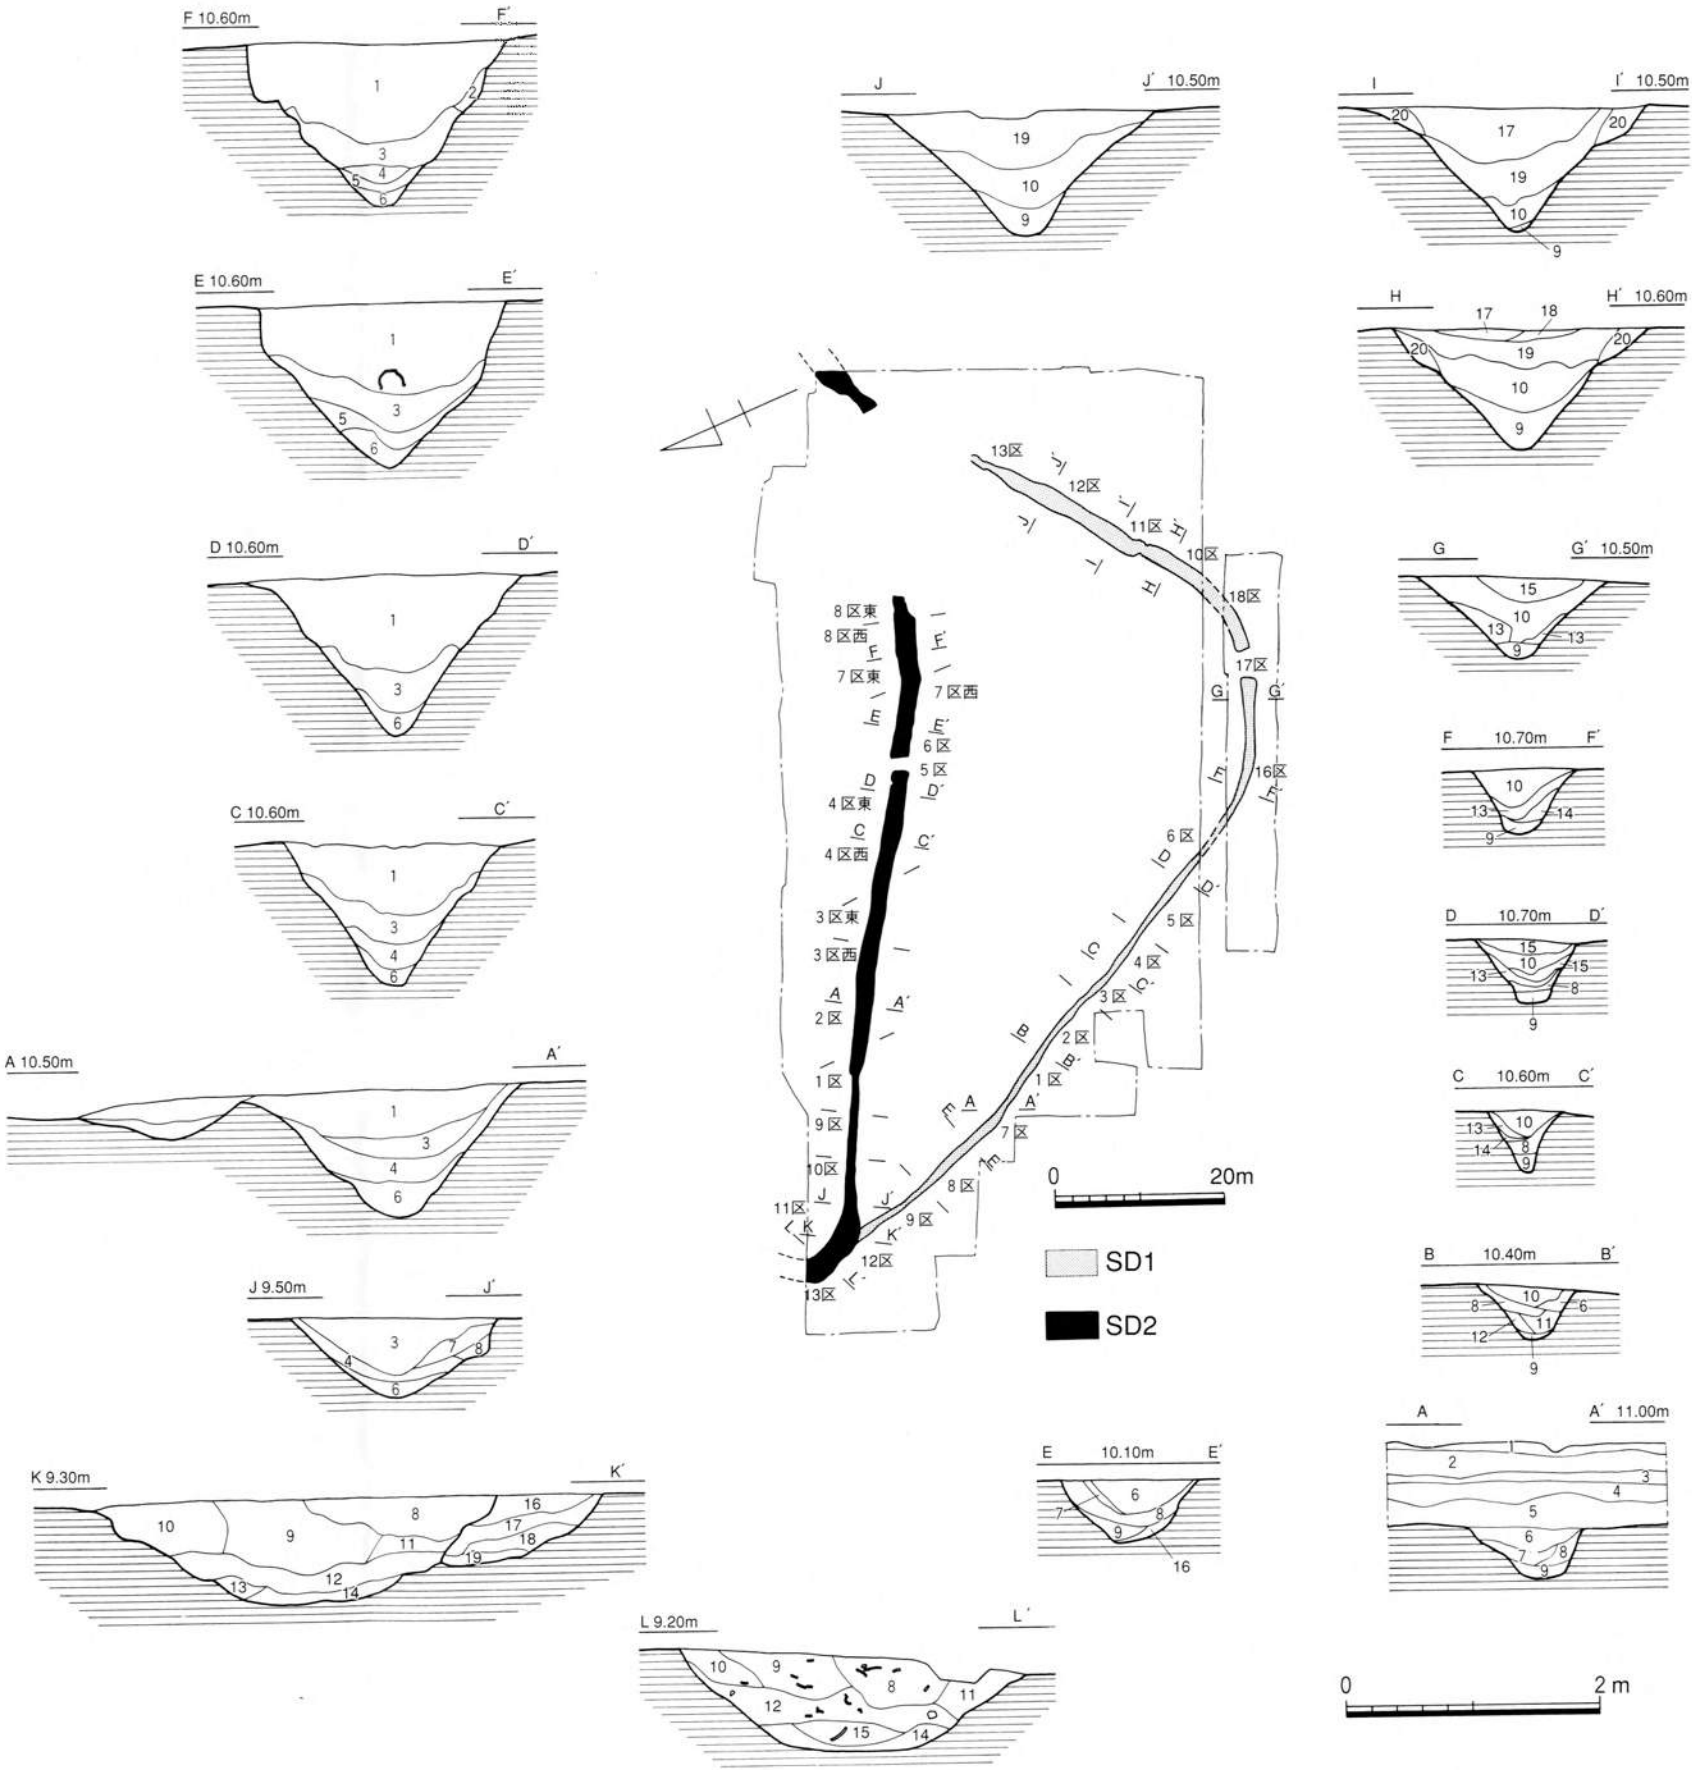 F 10.60m F´
1
2
3
4
5
6
E 10.60m E´
1
3
5
6
D 10.60m D´
1
3
6
C 10.60m C´
1
3
4
6
A 10.50m A´
1
3
4
6
J 9.50m J´
3
7
8
4
6
K 9.30m K´
10
9
8
16
17
11
18
19
12
13
14
L 9.20m L´
10
9
8
11
12
15
14
J J´ 10.50m
19
10
9
I I´ 10.50m
20
17
20
19
10
9
H H´ 10.60m
17
18
20
19
20
10
9
G G´ 10.50m
15
10
13
13
9
F 10.70m F´
10
13
14
9
D 10.70m D´
15
10
15
13
8
9
C 10.60m C´
10
13
14
8
9
B 10.40m B´
10
8
6
11
12
9
A A´ 11.00m
1
2
3
4
5
6
7
8
9
E 10.10m E´
6
7
8
9
16
13区
J´
12区
J
I´
11区
H´
I
10区
H
18区
17区
G G´
F
16区
F´
6区
D
D´
5区
C
4区
C´
3区
B
2区
B´
1区
A A´
E
7区
E´
8区
9区
8区東
8区西
F F´
7区東
7区西
E E´
6区
5区
D D´
4区東
C C´
4区西
3区東
3区西
A A´
2区
1区
9区
10区
J J´
11区
L K K´
12区
L´
13区
0 20m
SD1
SD2
0 2 m